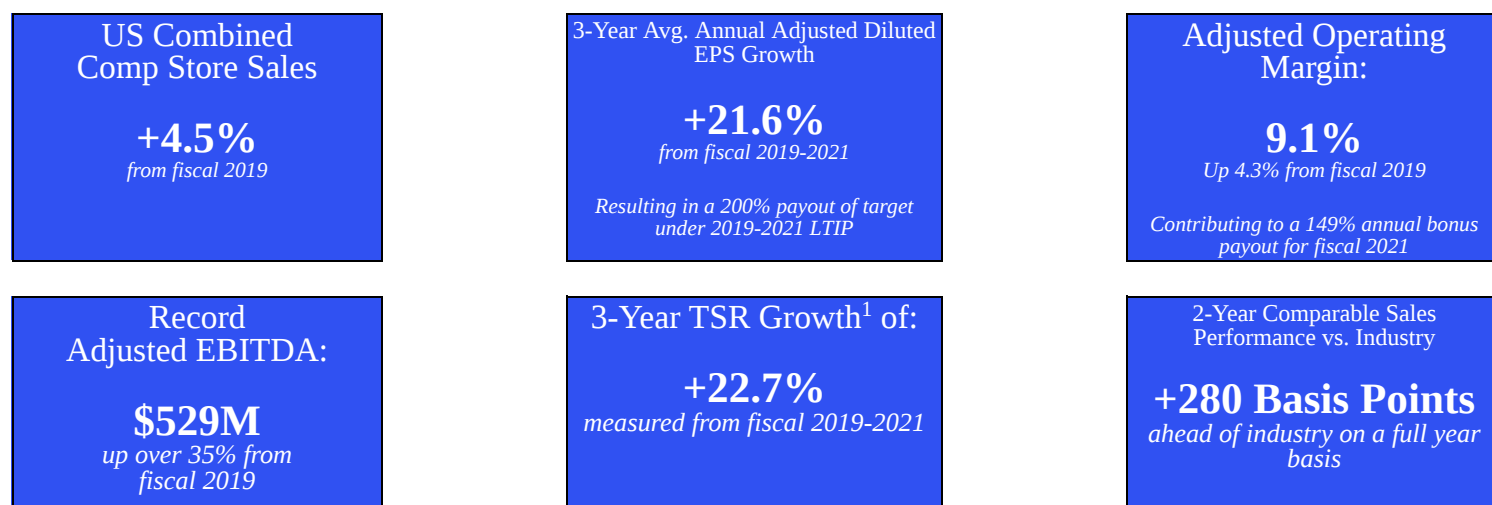 US Combined
Comp Store Sales
+4.5%
from fiscal 2019
3-Year Avg. Annual Adjusted Diluted
EPS Growth
+21.6%
from fiscal 2019-2021
Resulting in a 200% payout of target
under 2019-2021 LTIP
Adjusted Operating
Margin:
9.1%
Up 4.3% from fiscal 2019
Contributing to a 149% annual bonus
payout for fiscal 2021
Record
Adjusted EBITDA:
$529M
up over 35% from
fiscal 2019
3-Year TSR Growth¹ of:
+22.7%
measured from fiscal 2019-2021
2-Year Comparable Sales
Performance vs. Industry
+280 Basis Points
ahead of industry on a full year
basis